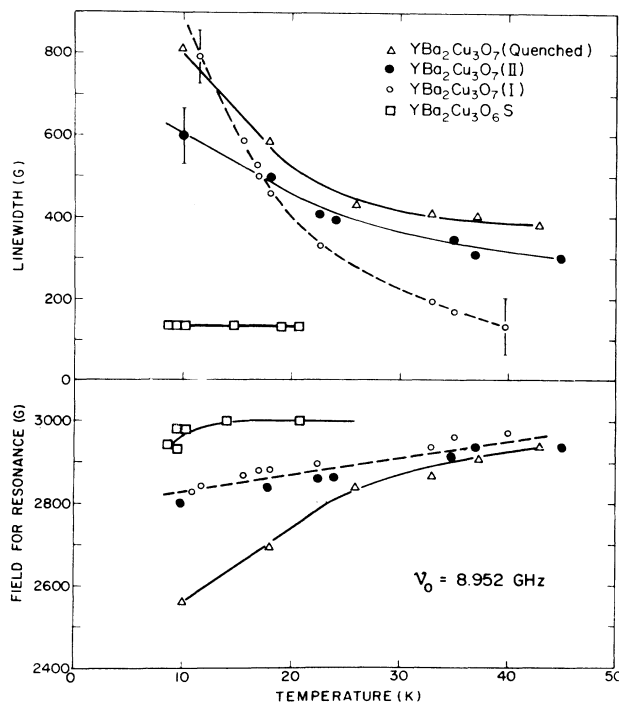 800
600
400
200
0
LINEWIDTH (G)
YBa2Cu3O7 (Quenched)
YBa2Cu3O7 (II)
YBa2Cu3O7 (I)
YBa2Cu3O6S
3000
2800
2600
2400
FIELD FOR RESONANCE (G)
ν0 = 8.952 GHz
0 10 20 30 40 50
TEMPERATURE (K)